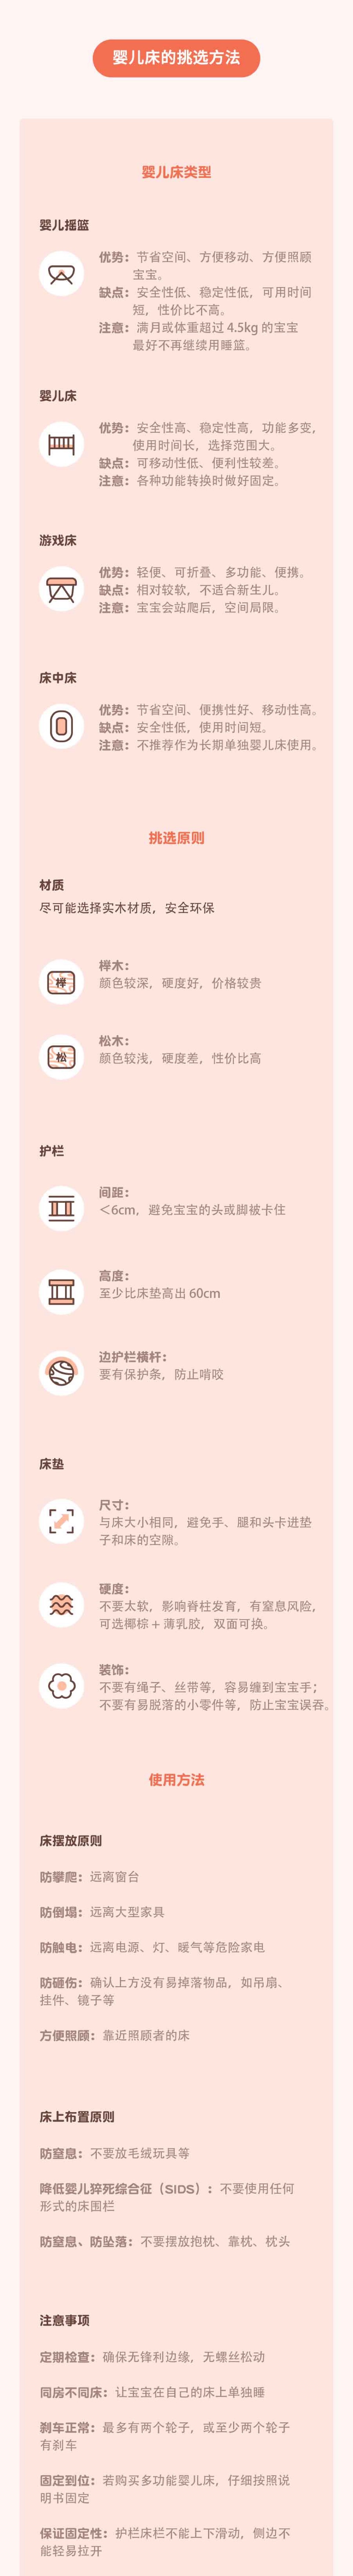 婴儿床的挑选方法
婴儿床类型
婴儿摇篮
优势：节省空间、方便移动、方便照顾
宝宝。
缺点：安全性低、稳定性低，可用时间
短，性价比不高。
注意：满月或体重超过 4.5kg 的宝宝
最好不再继续用睡篮。
婴儿床
优势：安全性高、稳定性高，功能多变，
使用时间长，选择范围大。
缺点：可移动性低、便利性较差。
注意：各种功能转换时做好固定。
游戏床
优势：轻便、可折叠、多功能、便携。
缺点：相对较软，不适合新生儿。
注意：宝宝会站爬后，空间局限。
床中床
优势：节省空间、便携性好、移动性高。
缺点：安全性低，使用时间短。
注意：不推荐作为长期单独婴儿床使用。
挑选原则
材质
尽可能选择实木材质，安全环保
榉
榉木：
颜色较深，硬度好，价格较贵
松
松木：
颜色较浅，硬度差，性价比高
护栏
间距：
＜6cm，避免宝宝的头或脚被卡住
高度：
至少比床垫高出 60cm
边护栏横杆：
要有保护条，防止啃咬
床垫
尺寸：
与床大小相同，避免手、腿和头卡进垫
子和床的空隙。
硬度：
不要太软，影响脊柱发育，有窒息风险，
可选椰棕 + 薄乳胶，双面可换。
装饰：
不要有绳子、丝带等，容易缠到宝宝手；
不要有易脱落的小零件等，防止宝宝误吞。
使用方法
床摆放原则
防攀爬：远离窗台
防倒塌：远离大型家具
防触电：远离电源、灯、暖气等危险家电
防砸伤：确认上方没有易掉落物品，如吊扇、
挂件、镜子等
方便照顾：靠近照顾者的床
床上布置原则
防窒息：不要放毛绒玩具等
降低婴儿猝死综合征（SIDS）：不要使用任何
形式的床围栏
防窒息、防坠落：不要摆放抱枕、靠枕、枕头
注意事项
定期检查：确保无锋利边缘，无螺丝松动
同房不同床：让宝宝在自己的床上单独睡
刹车正常：最多有两个轮子，或至少两个轮子
有刹车
固定到位：若购买多功能婴儿床，仔细按照说
明书固定
保证固定性：护栏床栏不能上下滑动，侧边不
能轻易拉开